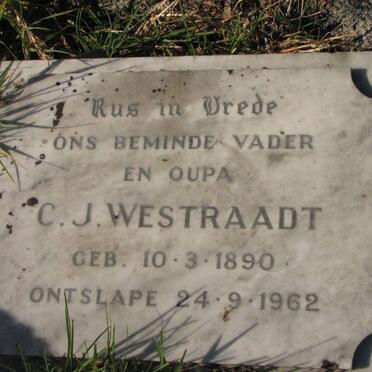 Rus in Vrede
ONS BEMINDE VADER
EN OUPA
C. J. WESTRAADT
GEB. 10·3·1890
ONTSLAPE 24·9·1962